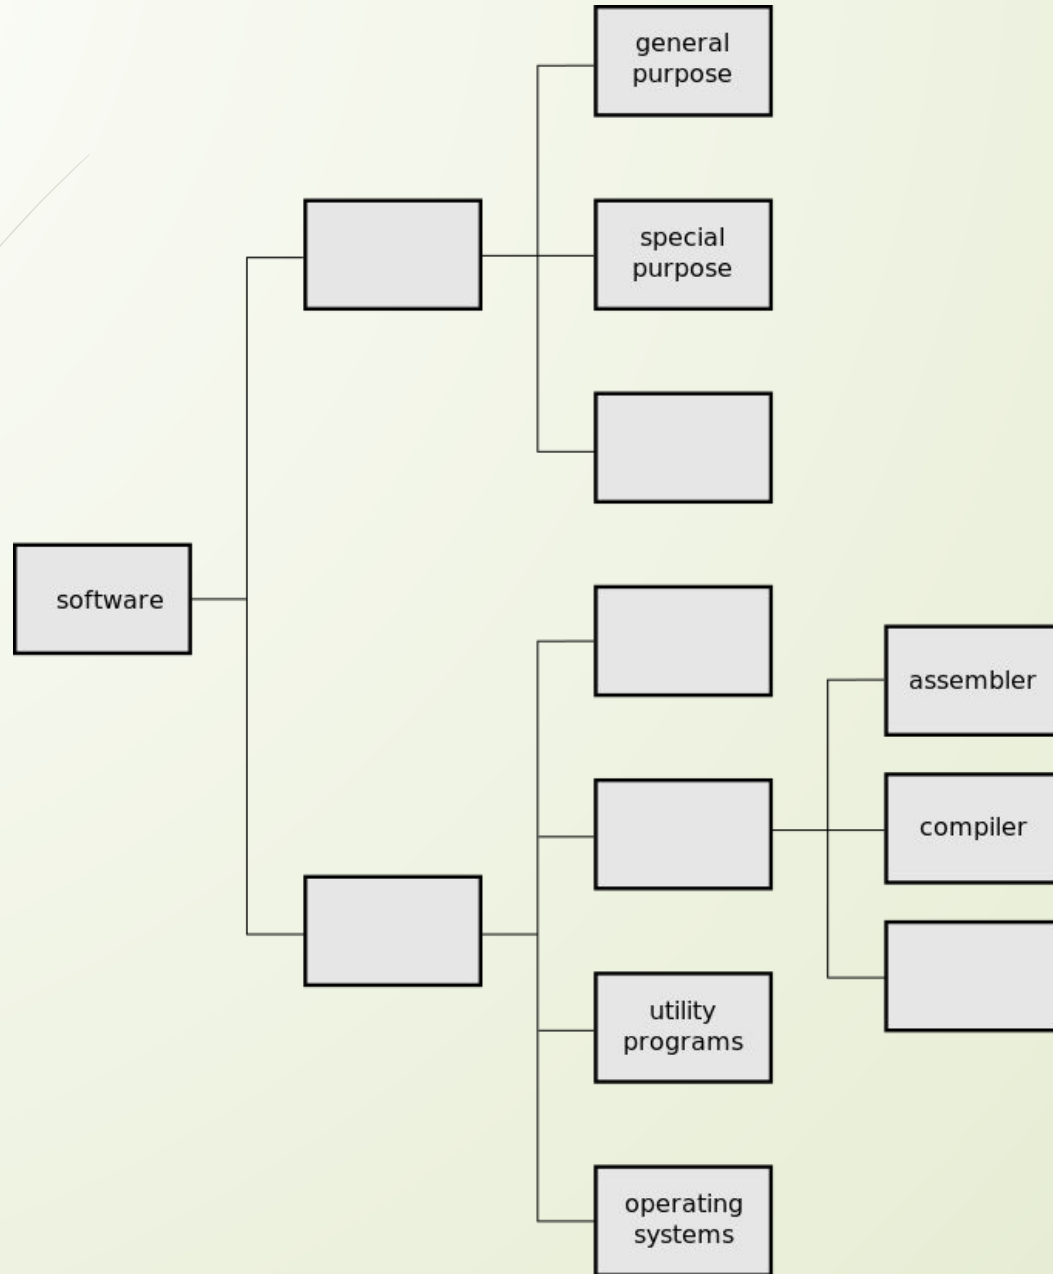 general
purpose
special
purpose
software
assembler
compiler
utility
programs
operating
systems